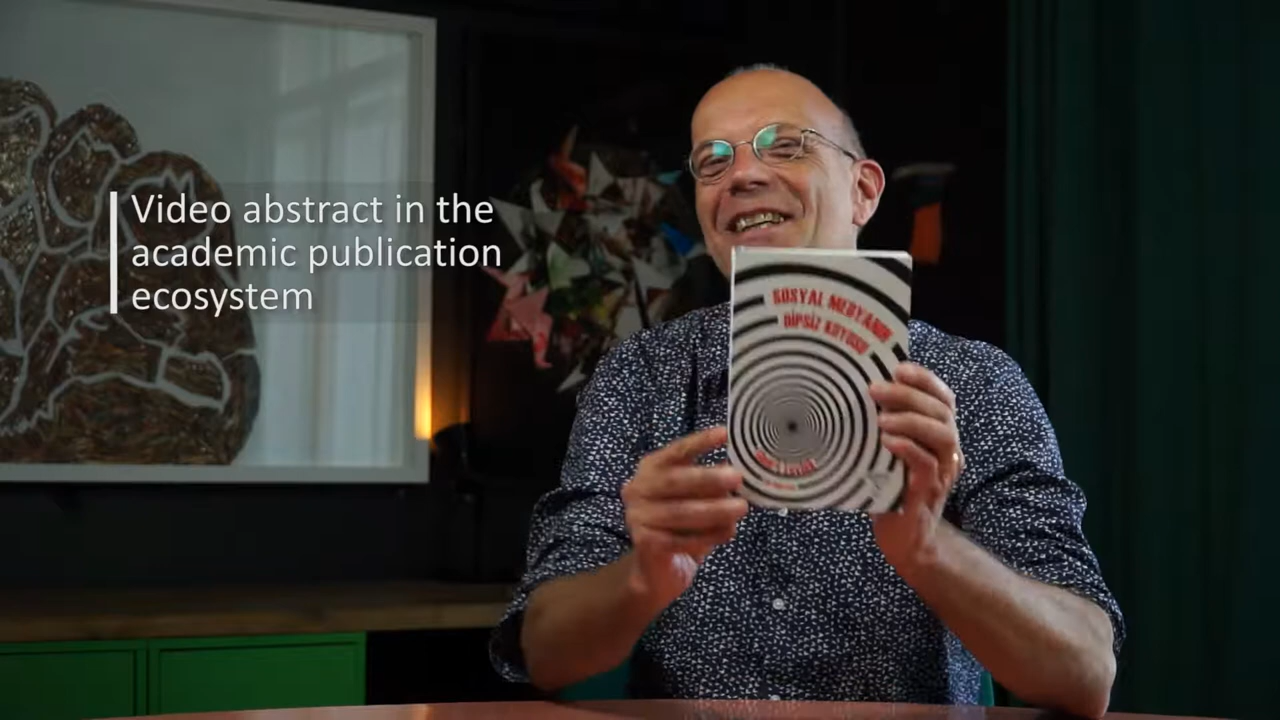 Video abstract in the
academic publication
ecosystem
SOSYAL MEDYANIN
DİPSİZ KUYUSU